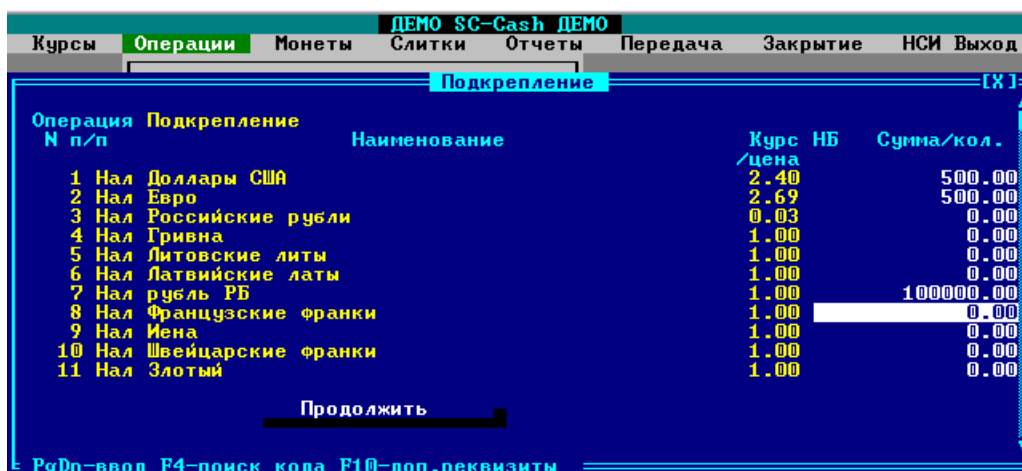 ДЕМО SC-Cash ДЕМО
Курсы Операции Монеты Слитки Отчеты Передача Закрытие НСИ Выход
Подкрепление [X]
Операция Подкрепление
N п/п Наименование Курс НБ Сумма/кол.
/цена
1 Нал Доллары США 2.40 500.00
2 Нал Евро 2.69 500.00
3 Нал Российские рубли 0.03 0.00
4 Нал Гривна 1.00 0.00
5 Нал Литовские литы 1.00 0.00
6 Нал Латвийские латы 1.00 0.00
7 Нал рубль РБ 1.00 100000.00
8 Нал Французские франки 1.00 0.00
9 Нал Иена 1.00 0.00
10 Нал Швейцарские франки 1.00 0.00
11 Нал Злотый 1.00 0.00
Продолжить
PgDn-ввод F4-поиск кода F10-доп.реквизиты